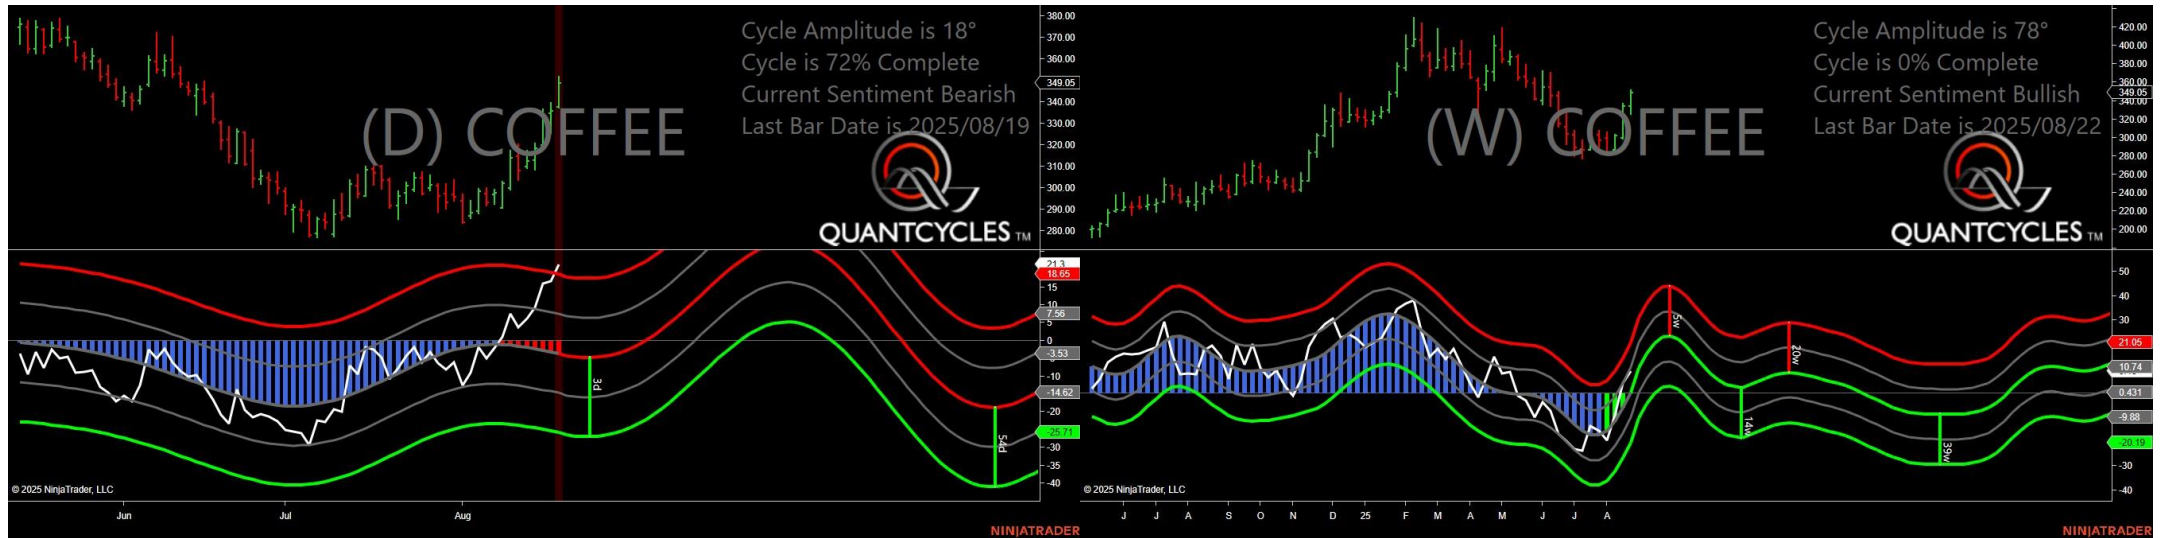 Cycle Amplitude is 18°
Cycle is 72% Complete
Current Sentiment Bearish
Last Bar Date is 2025/08/19
(D) COFFEE
QUANTCYCLES TM
380.00
370.00
360.00
349.05
340.00
330.00
320.00
310.00
300.00
290.00
280.00
21.3
18.65
15
10
7.56
5
0
-3.53
-10
-14.62
-20
-25.71
-30
-35
-40
3d
54d
© 2025 NinjaTrader, LLC
Jun Jul Aug
NINJATRADER
Cycle Amplitude is 78°
Cycle is 0% Complete
Current Sentiment Bullish
Last Bar Date is 2025/08/22
(W) COFFEE
QUANTCYCLES TM
420.00
400.00
380.00
360.00
349.05
340.00
320.00
300.00
280.00
260.00
240.00
220.00
200.00
50
40
30
21.05
10.74
0.431
-9.88
-20.19
-30
-40
5w
20w
14w
39w
© 2025 NinjaTrader, LLC
J J A S O N D 25 F M A M J J A
NINJATRADER